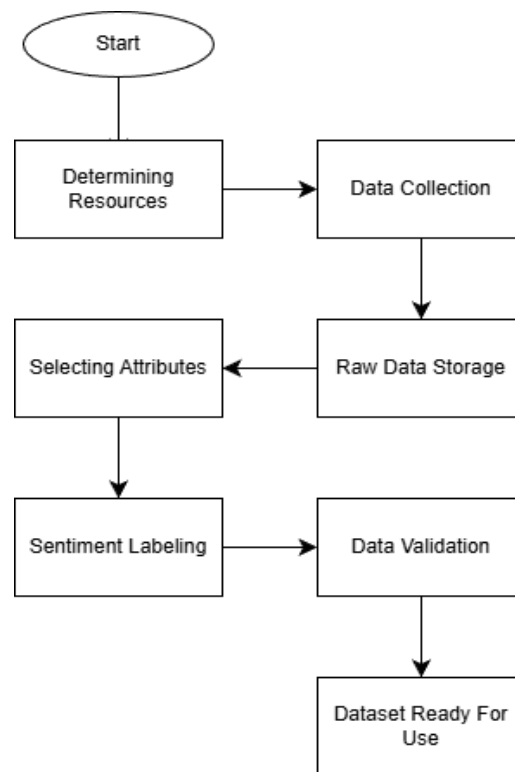 Start
Determining
Resources
Data Collection
Raw Data Storage
Selecting Attributes
Sentiment Labeling
Data Validation
Dataset Ready For
Use